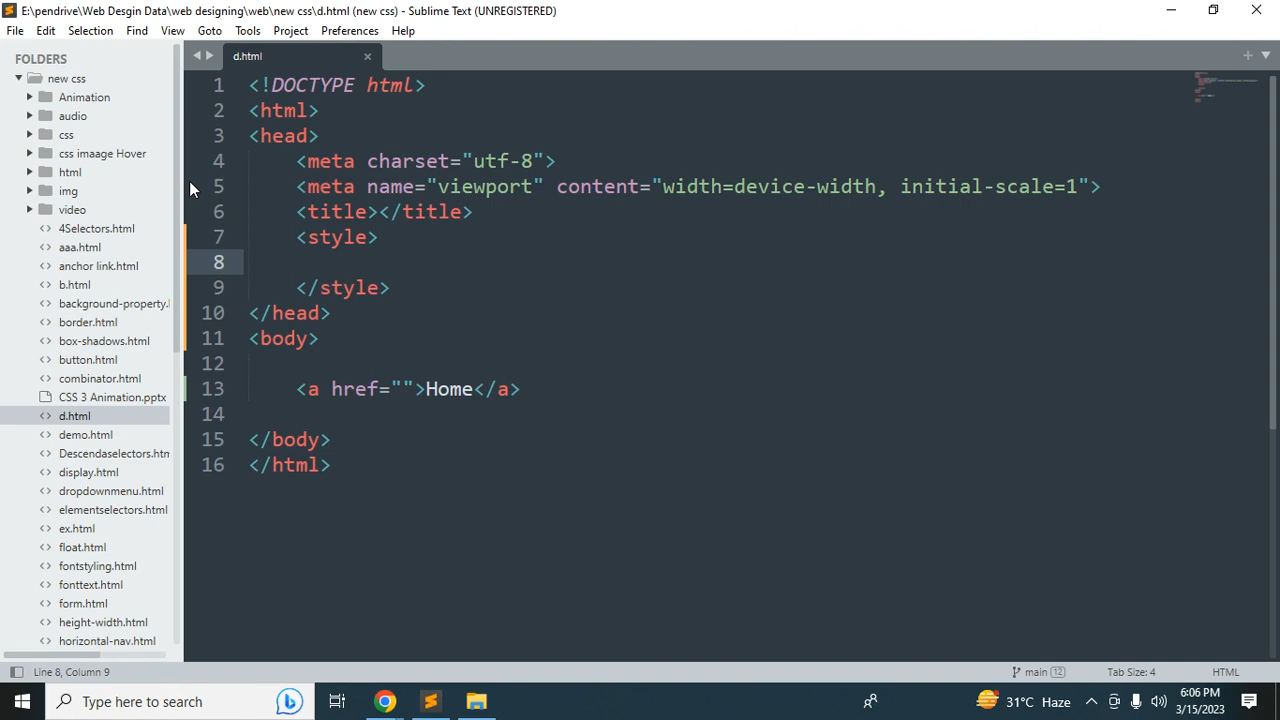 E:\pendrive\Web Desgin Data\web designing\web\new css\d.html (new css) - Sublime Text (UNREGISTERED)
File Edit Selection Find View Goto Tools Project Preferences Help
FOLDERS
new css
Animation
audio
css
css imaage Hover
html
img
video
4Selectors.html
aaa.html
anchor link.html
b.html
background-property.h
border.html
box-shadows.html
button.html
combinator.html
CSS 3 Animation.pptx
d.html
demo.html
Descendaselectors.htm
display.html
dropdownmenu.html
elementselectors.html
ex.html
float.html
fontstyling.html
fonttext.html
form.html
height-width.html
horizontal-nav.html
d.html
1 <!DOCTYPE html>
2 <html>
3 <head>
4 <meta charset="utf-8">
5 <meta name="viewport" content="width=device-width, initial-scale=1">
6 <title></title>
7 <style>
8
9 </style>
10 </head>
11 <body>
12
13 <a href="">Home</a>
14
15 </body>
16 </html>
Line 8, Column 9 main 12 Tab Size: 4 HTML
Type here to search 31°C Haze 6:06 PM
3/15/2023